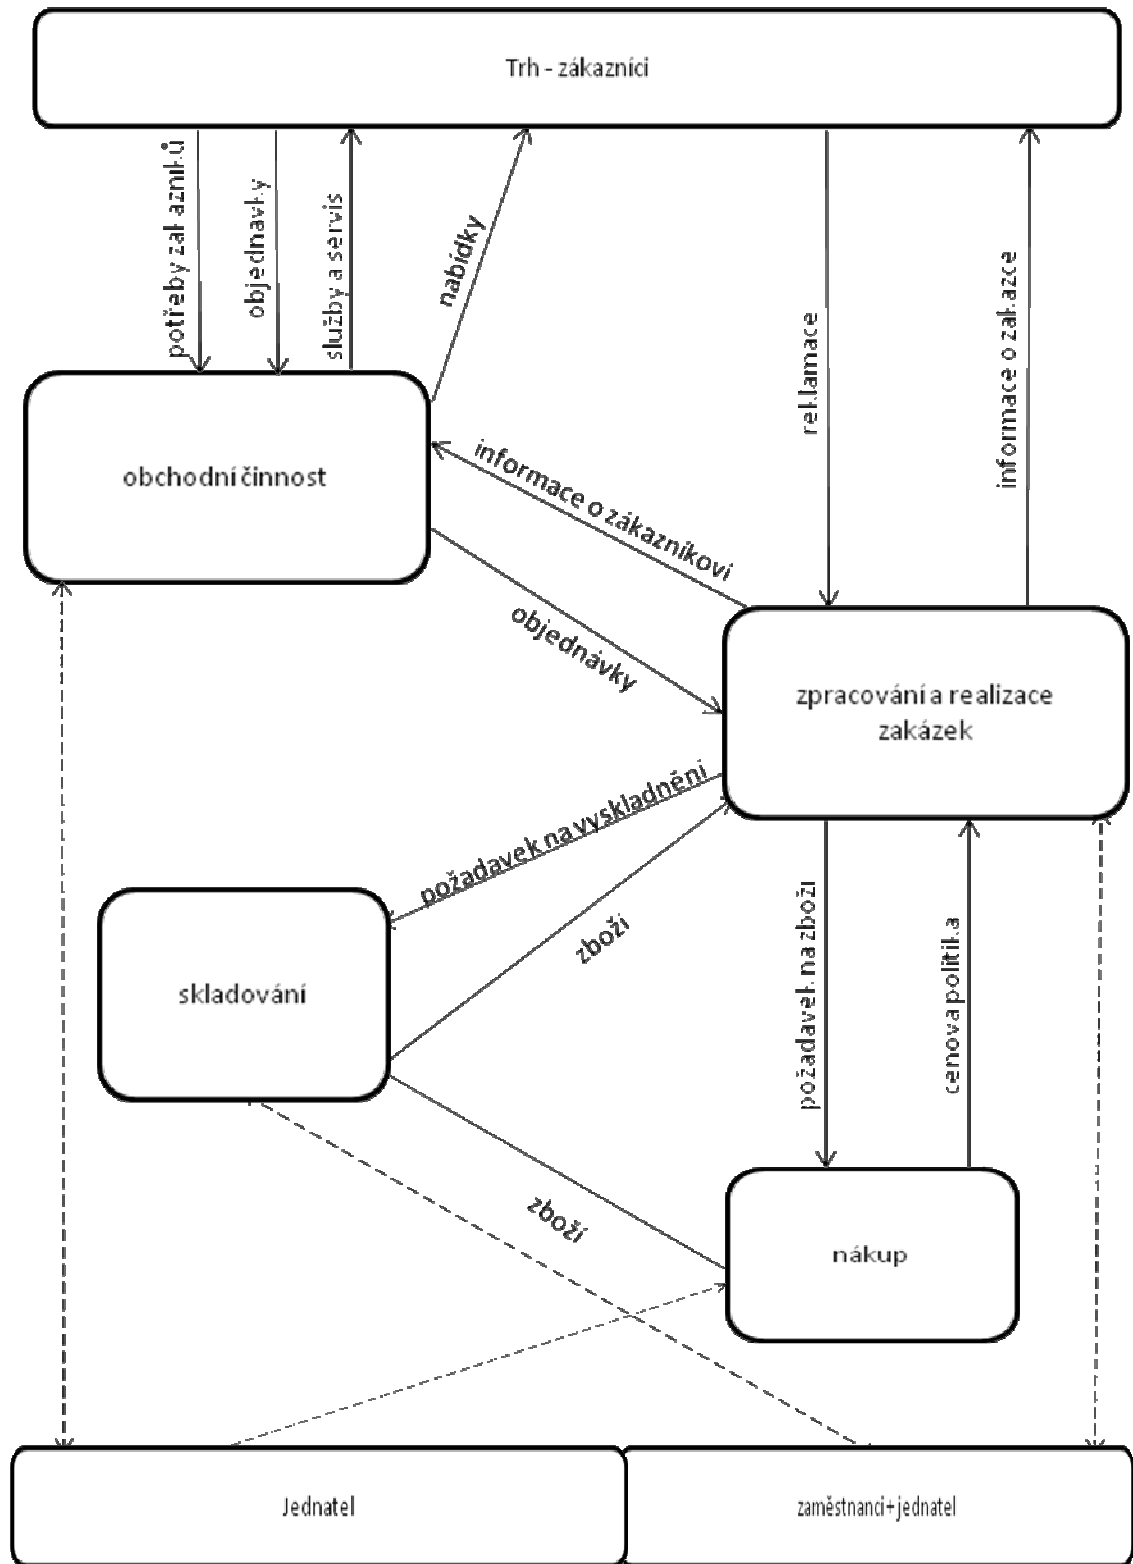 Trh - zákazníci
potřeby zákazníků
objednávky
služby a servis
nabídky
reklamace
informace o zakázce
obchodní činnost
informace o zákazníkovi
objednávky
zpracování a realizace
zakázek
požadavek na vyskladnění
zboží
skladování
požadavek na zboží
cenová politika
zboží
nákup
Jednatel
zaměstnanci+jednatel